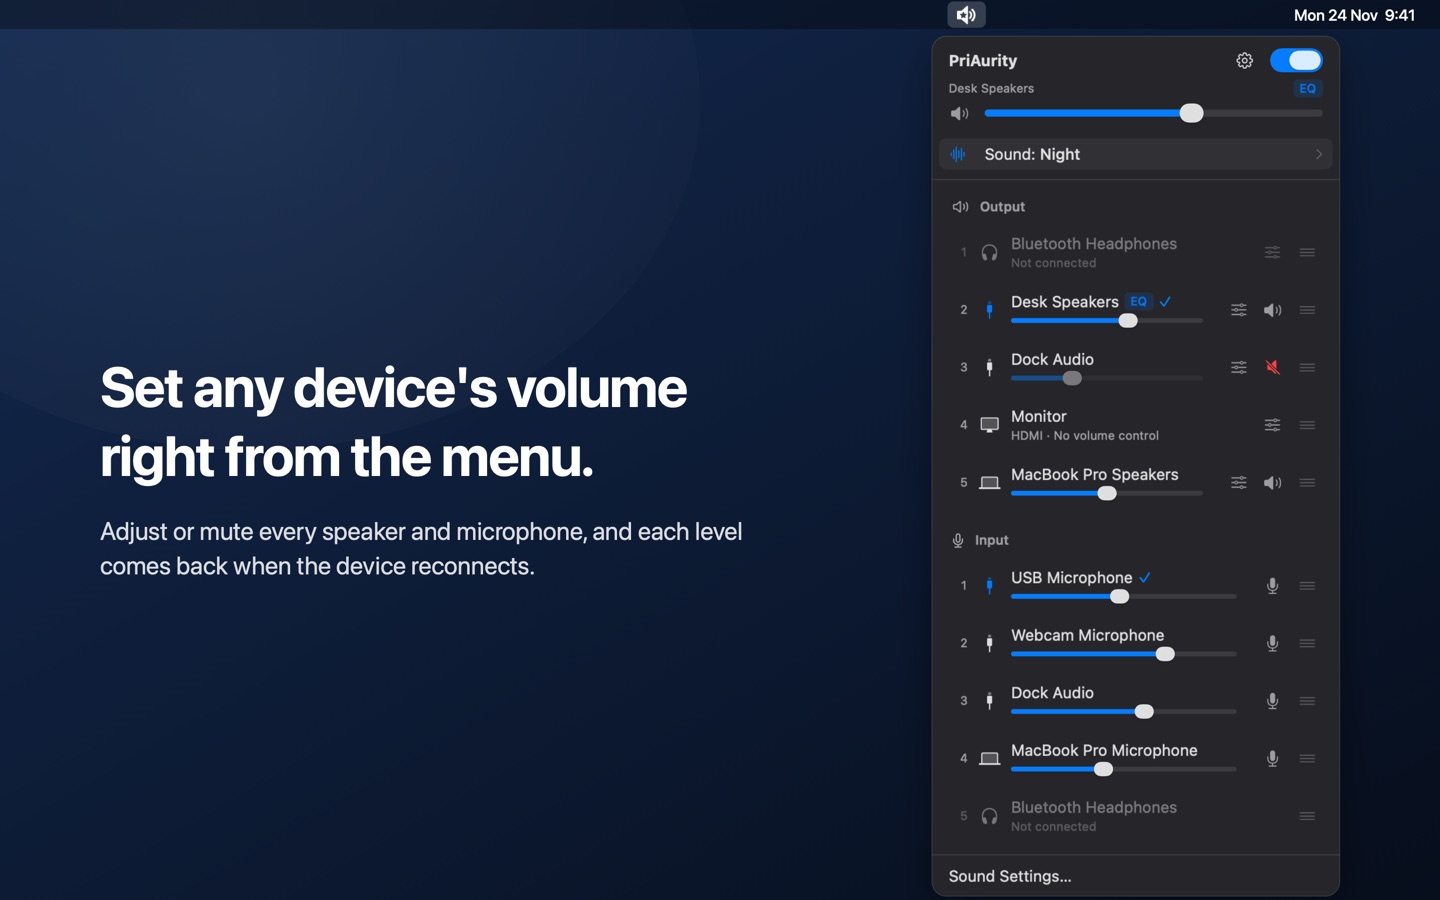 Mon 24 Nov 9:41
Set any device's volume
right from the menu.
Adjust or mute every speaker and microphone, and each level
comes back when the device reconnects.
PriAurity
Desk Speakers
EQ
Sound: Night
Output
1
Bluetooth Headphones
Not connected
2
Desk Speakers EQ
3
Dock Audio
4
Monitor
HDMI · No volume control
5
MacBook Pro Speakers
Input
1
USB Microphone
2
Webcam Microphone
3
Dock Audio
4
MacBook Pro Microphone
5
Bluetooth Headphones
Not connected
Sound Settings...